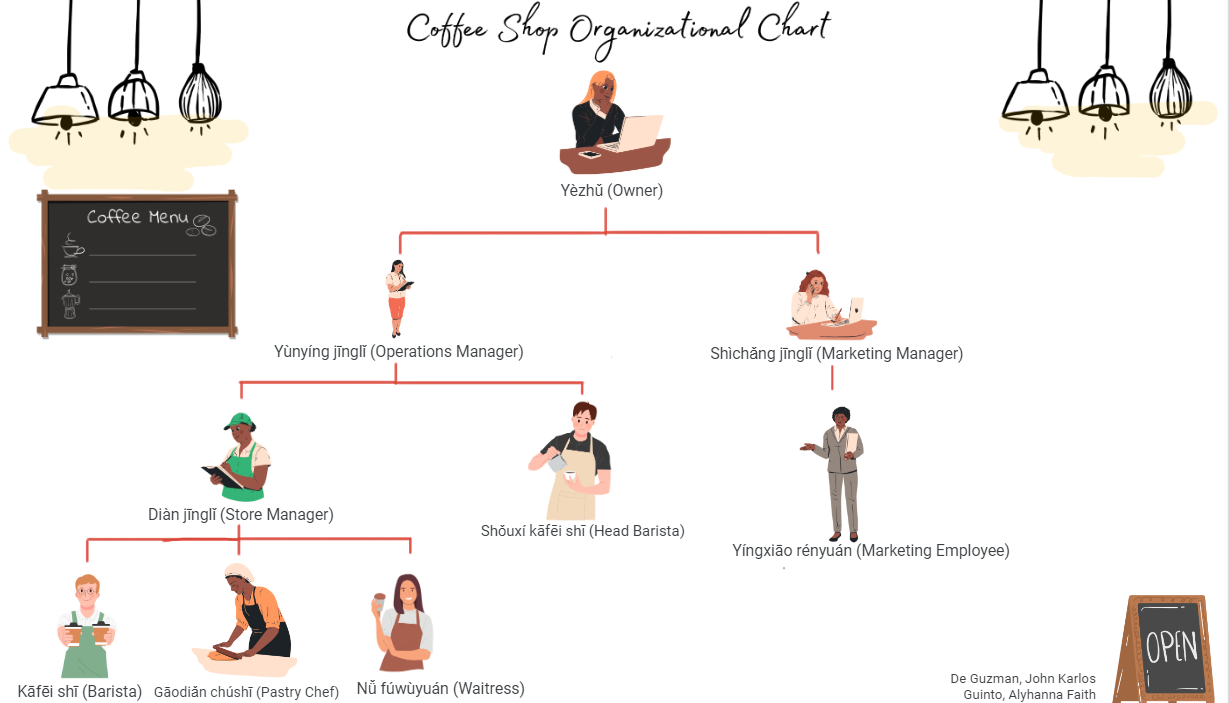 Coffee Shop Organizational Chart
Yèzhǔ (Owner)
Coffee Menu
Yùnyíng jīnglǐ (Operations Manager)
Shìchǎng jīnglǐ (Marketing Manager)
Diàn jīnglǐ (Store Manager)
Shǒuxí kāfēi shī (Head Barista)
Yíngxiāo rényuán (Marketing Employee)
Kāfēi shī (Barista)
Gāodiǎn chúshī (Pastry Chef)
Nǚ fúwùyuán (Waitress)
OPEN
De Guzman, John Karlos
Guinto, Alyhanna Faith